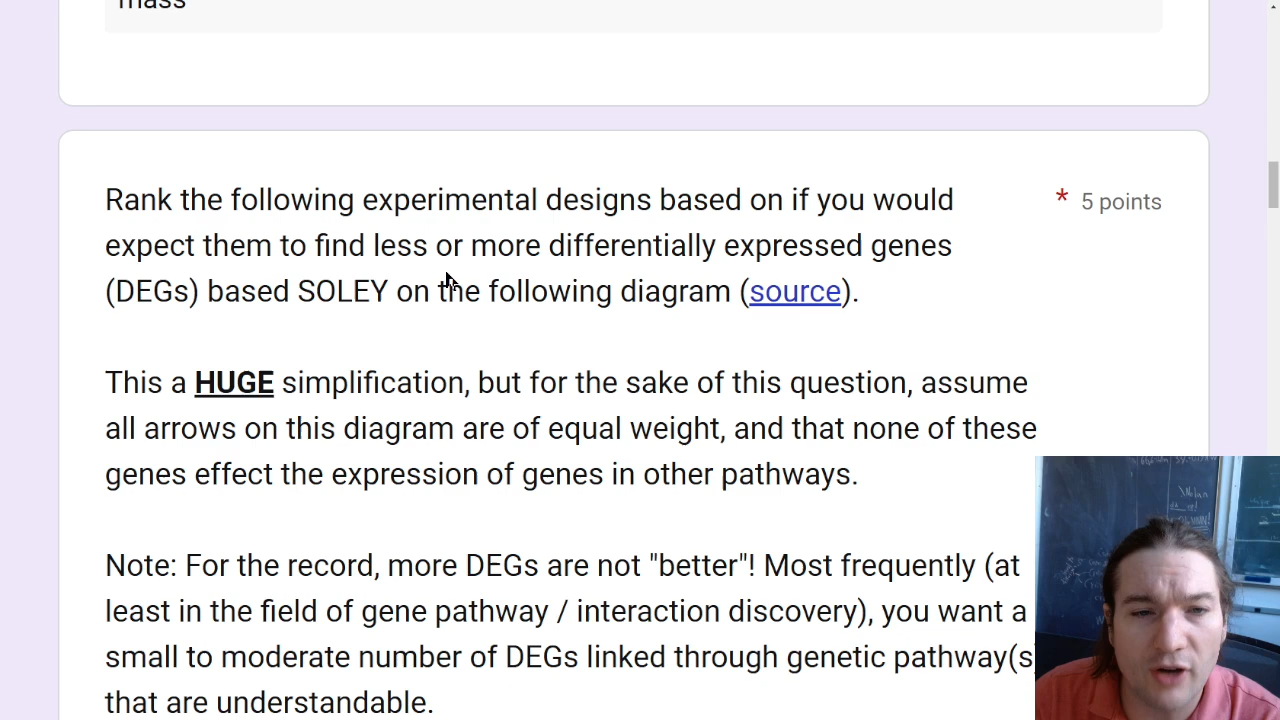 mass
Rank the following experimental designs based on if you would
* 5 points
expect them to find less or more differentially expressed genes
(DEGs) based SOLEY on the following diagram (source).
This a HUGE simplification, but for the sake of this question, assume
all arrows on this diagram are of equal weight, and that none of these
genes effect the expression of genes in other pathways.
Note: For the record, more DEGs are not "better"! Most frequently (at
least in the field of gene pathway / interaction discovery), you want a
small to moderate number of DEGs linked through genetic pathway(s
that are understandable.